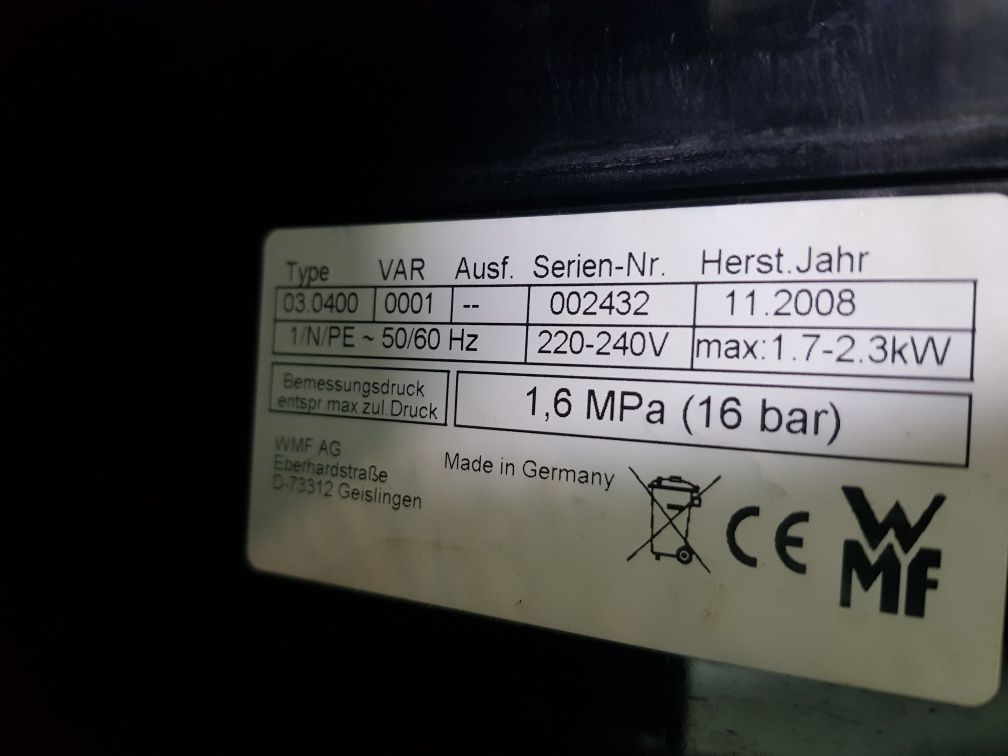 Type VAR Ausf. Serien-Nr. Herst.Jahr
03.0400 0001 -- 002432 11.2008
1/N/PE ~ 50/60 Hz 220-240V max:1.7-2.3kW
Bemessungsdruck
entspr.max zul.Druck
1,6 MPa (16 bar)
WMF AG
Eberhardstraße
D-73312 Geislingen
Made in Germany
CE
WMF